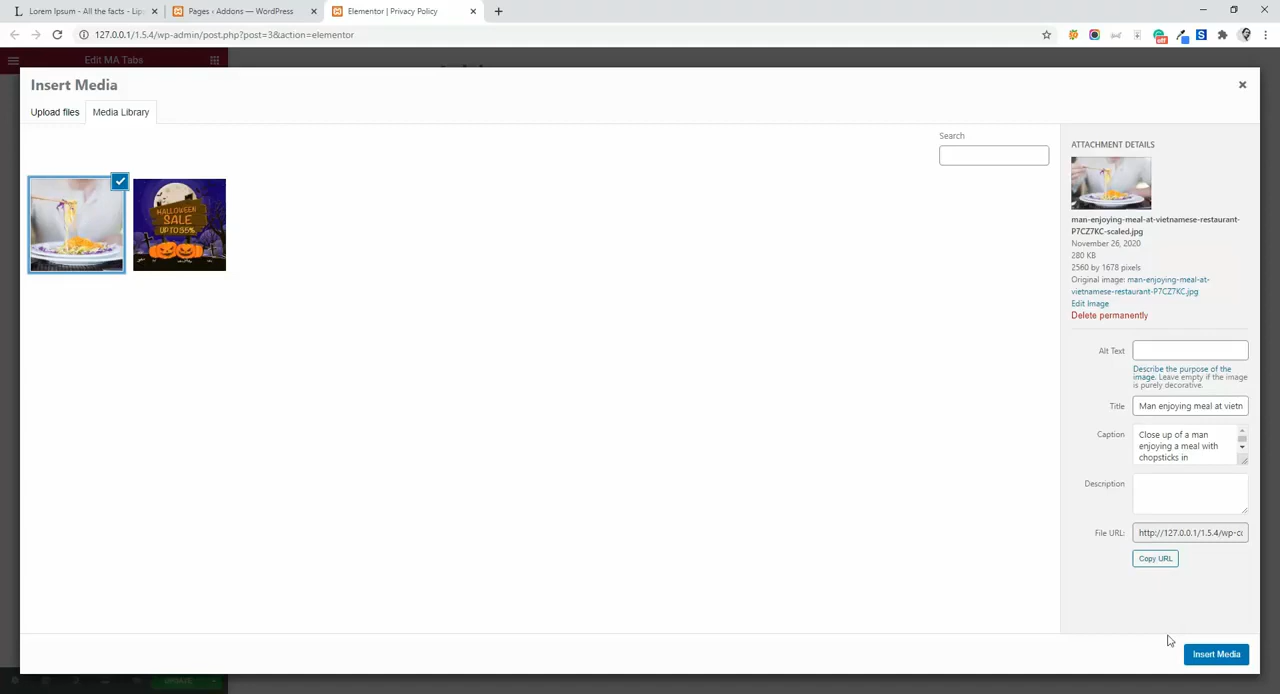 Lorem Ipsum - All the facts - Lip
Pages ‹ Addons — WordPress
Elementor | Privacy Policy
127.0.0.1/1.5.4/wp-admin/post.php?post=3&action=elementor
off
Edit MA Tabs
Insert Media
Upload files
Media Library
Search
HALLOWEEN
SALE
UP TO 55%
ATTACHMENT DETAILS
man-enjoying-meal-at-vietnamese-restaurant-
P7CZ7KC-scaled.jpg
November 26, 2020
280 KB
2560 by 1678 pixels
Original image: man-enjoying-meal-at-
vietnamese-restaurant-P7CZ7KC.jpg
Edit Image
Delete permanently
Alt Text
Describe the purpose of the
image. Leave empty if the image
is purely decorative.
Title
Man enjoying meal at vietn
Caption
Close up of a man
enjoying a meal with
chopsticks in
Description
File URL:
http://127.0.0.1/1.5.4/wp-co
Copy URL
Insert Media
UPDATE